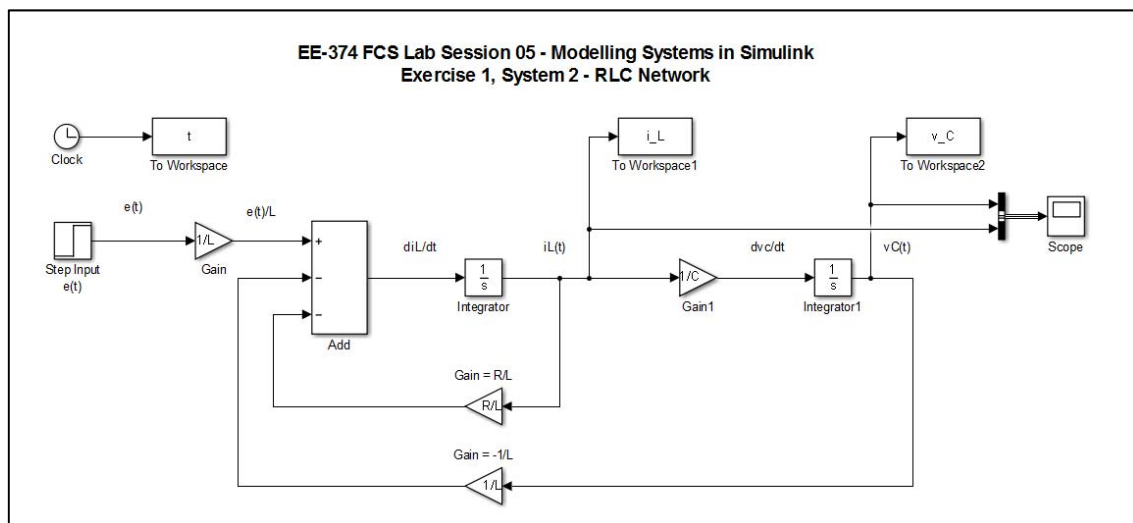 EE-374 FCS Lab Session 05 - Modelling Systems in Simulink
Exercise 1, System 2 - RLC Network
t
i_L
v_C
Clock
To Workspace
To Workspace1
To Workspace2
e(t)
e(t)/L
diL/dt
iL(t)
dvc/dt
vC(t)
Scope
1/L
+
−
−
1
s
1/C
1
s
Step Input
e(t)
Gain
Integrator
Gain1
Integrator1
Add
Gain = R/L
R/L
Gain = -1/L
1/L